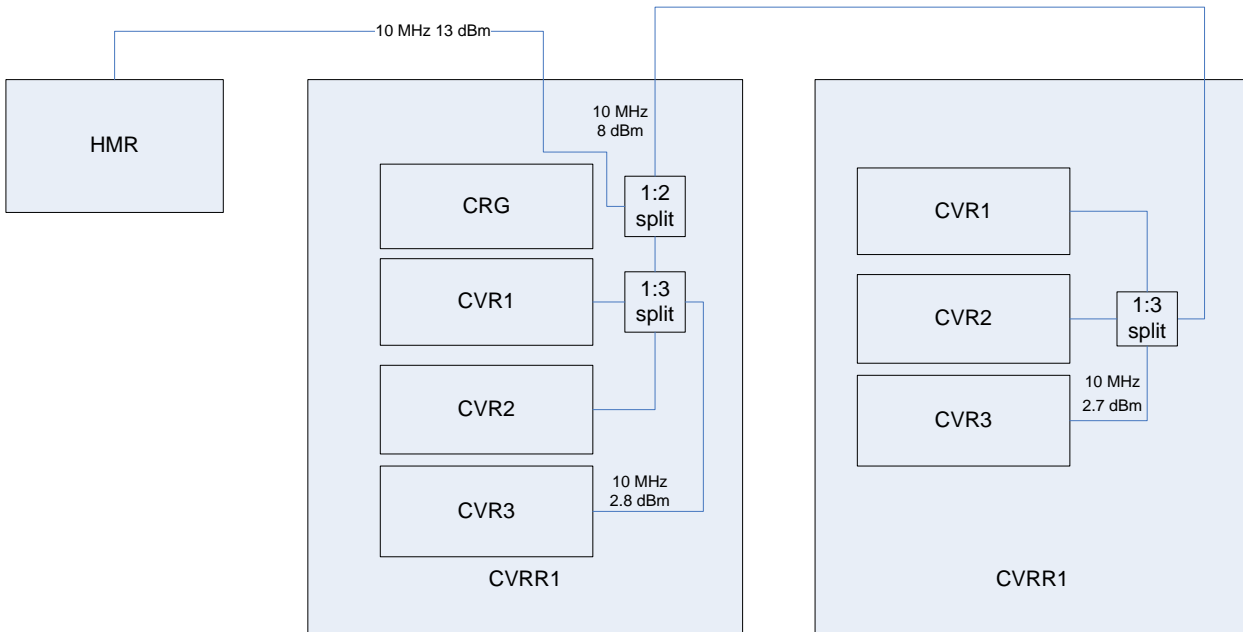 10 MHz 13 dBm
HMR
10 MHz
8 dBm
CRG
1:2
split
CVR1
1:3
split
CVR2
CVR3
10 MHz
2.8 dBm
CVRR1
CVR1
CVR2
1:3
split
CVR3
10 MHz
2.7 dBm
CVRR1